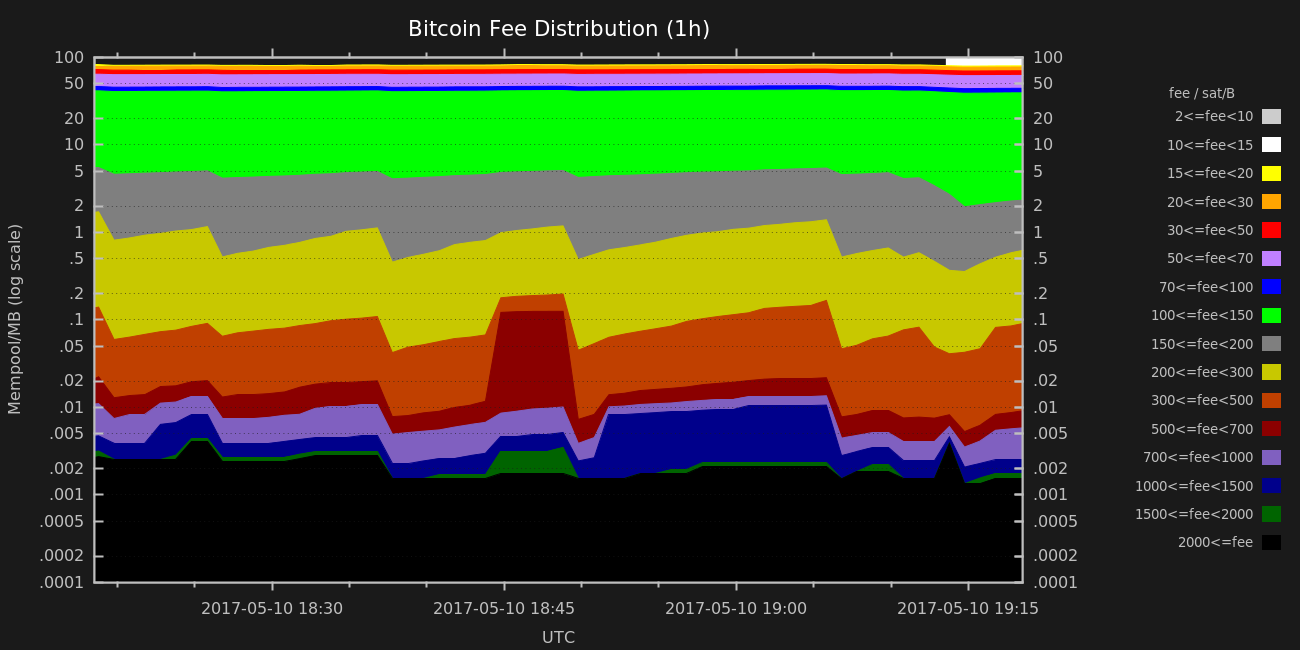 Bitcoin Fee Distribution (1h)
Mempool/MB (log scale)
100
50
20
10
5
2
1
.5
.2
.1
.05
.02
.01
.005
.002
.001
.0005
.0002
.0001
100
50
20
10
5
2
1
.5
.2
.1
.05
.02
.01
.005
.002
.001
.0005
.0002
.0001
2017-05-10 18:30
2017-05-10 18:45
2017-05-10 19:00
2017-05-10 19:15
UTC
fee / sat/B
2<=fee<10
10<=fee<15
15<=fee<20
20<=fee<30
30<=fee<50
50<=fee<70
70<=fee<100
100<=fee<150
150<=fee<200
200<=fee<300
300<=fee<500
500<=fee<700
700<=fee<1000
1000<=fee<1500
1500<=fee<2000
2000<=fee